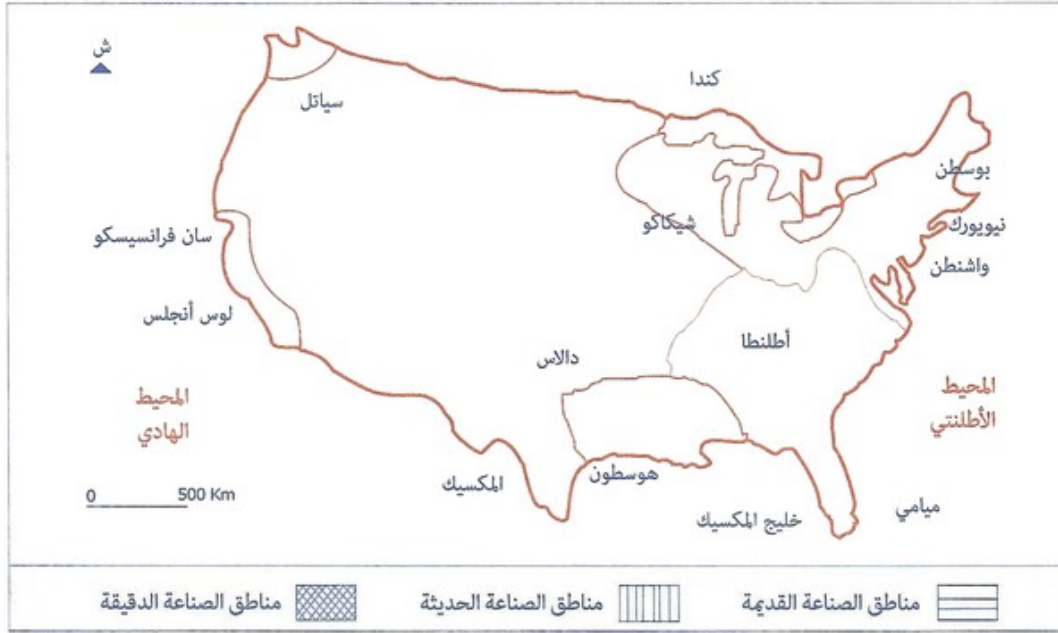 ش
كندا
سياتل
بوسطن
نيويورك
شيكاكو
سان فرانسيسكو
واشنطن
لوس أنجلس
أطلنطا
دالاس
المحيط
الأطلنتي
المحيط
الهادي
هوسطون
المكسيك
0 500 Km
خليج المكسيك
ميامي
مناطق الصناعة القديمة
مناطق الصناعة الحديثة
مناطق الصناعة الدقيقة